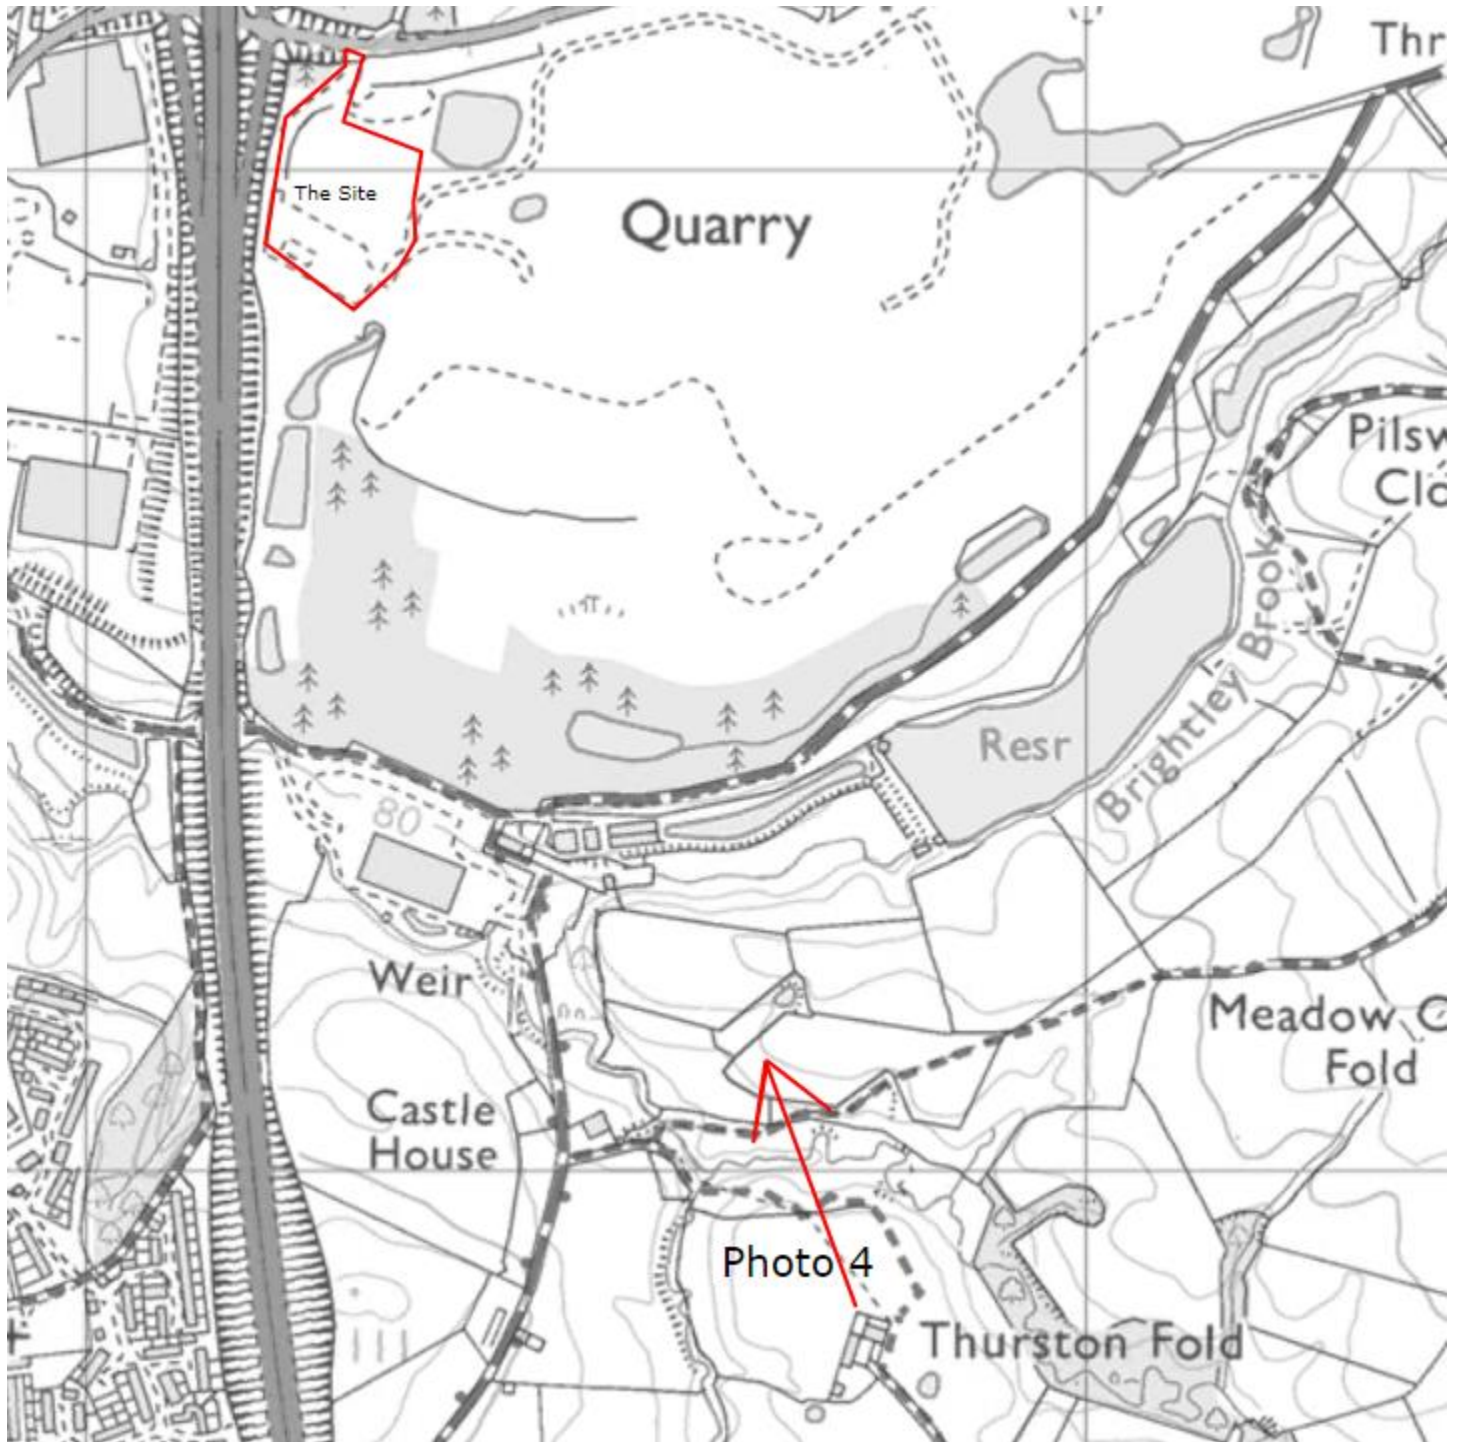 Thr
The Site
Quarry
Pilsw
Clo
Resr
Brightley Brook
80
Weir
Meadow C
Fold
Castle
House
Photo 4
Thurston Fold